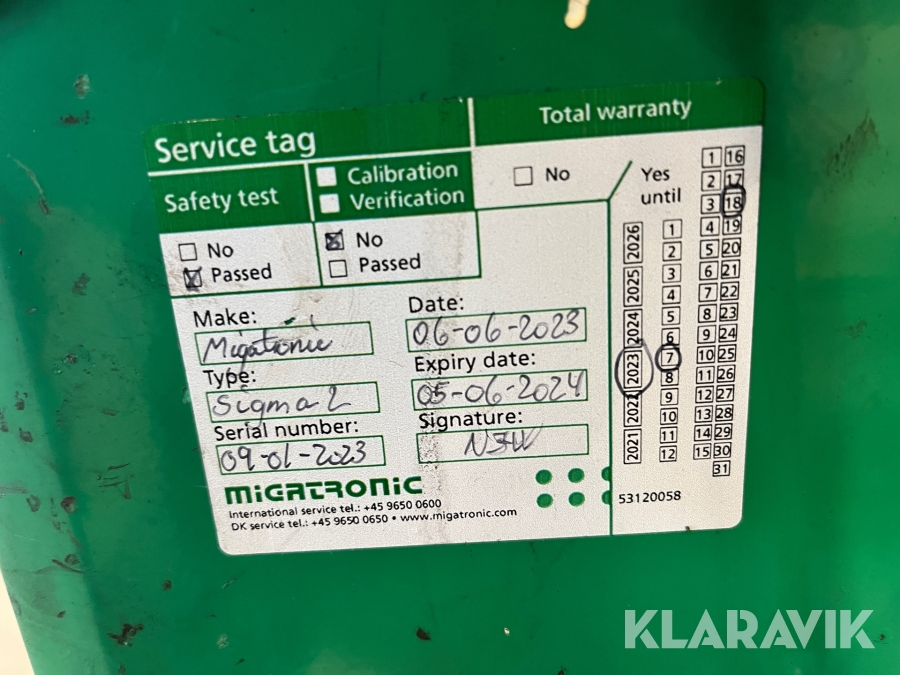 Service tag
Total warranty
Safety test
Calibration
Verification
No
Passed
No
Passed
No
Yes
until
Make:
Migatronic
Type:
Sigma 2
Serial number:
09-01-2023
Date:
06-06-2023
Expiry date:
05-06-2024
Signature:
MIGATRONIC
International service tel.: +45 9650 0600
DK service tel.: +45 9650 0650 • www.migatronic.com
2026
2025
2024
2023
2022
2021
1
2
3
4
5
6
7
8
9
10
11
12
1 16
2 17
3 18
4 19
5 20
6 21
7 22
8 23
9 24
10 25
11 26
12 27
13 28
14 29
15 30
31
53120058
KLARAVIK